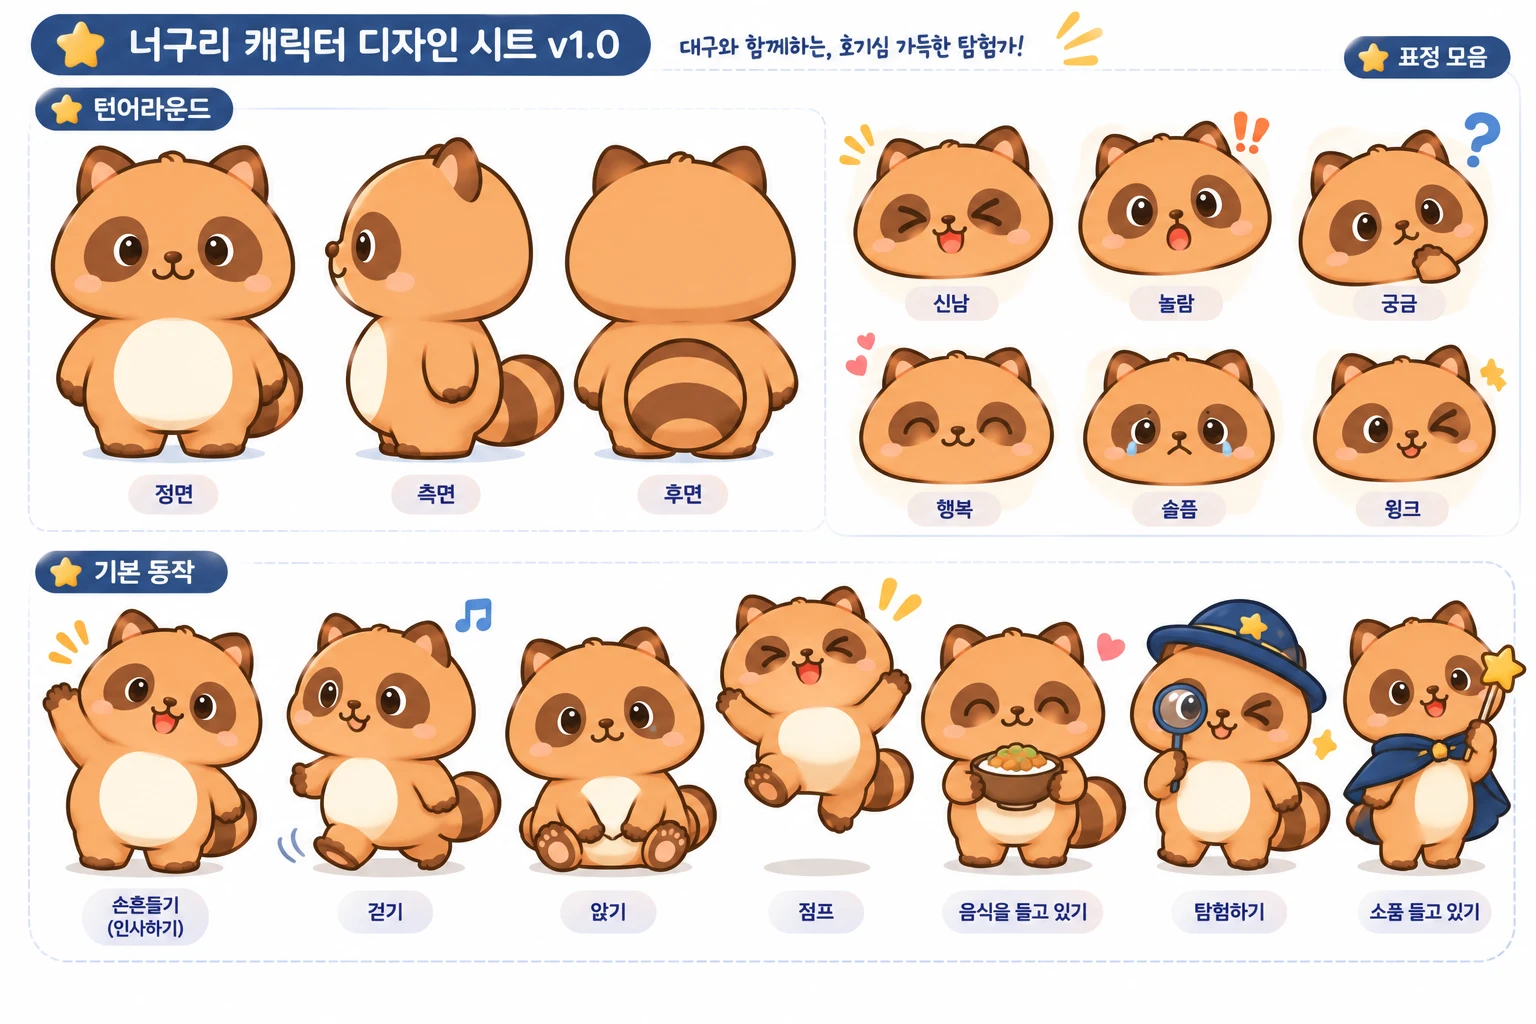 너구리 캐릭터 디자인 시트 v1.0
대구와 함께하는, 호기심 가득한 탐험가!
표정 모음
턴어라운드
정면
측면
후면
신남
놀람
궁금
행복
솔픔
윙크
기본 동작
손흔들기
(인사하기)
걷기
앉기
점프
음식을 들고 있기
탐험하기
소품 들고 있기